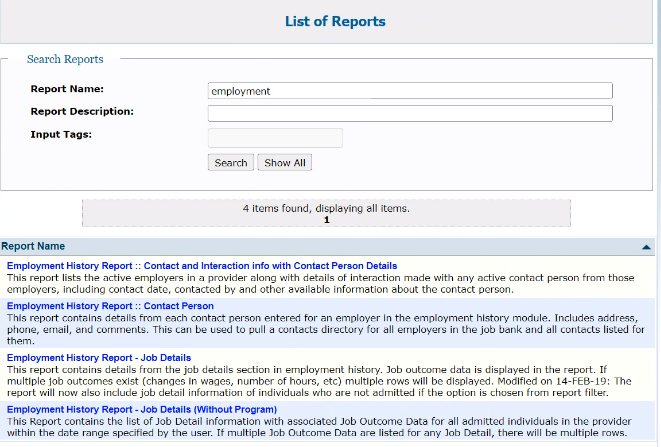 List of Reports
Search Reports
Report Name:
employment
Report Description:
Input Tags:
Search Show All
4 items found, displaying all items.
1
Report Name
Employment History Report :: Contact and Interaction info with Contact Person Details
This report lists the active employers in a provider along with details of interaction made with any active contact person from those
employers, including contact date, contacted by and other available information about the contact person.
Employment History Report :: Contact Person
This report contains details from each contact person entered for an employer in the employment history module. Includes address,
phone, email, and comments. This can be used to pull a contacts directory for all employers in the job bank and all contacts listed for
them.
Employment History Report - Job Details
This report contains details from the job details section in employment history. Job outcome data is displayed in the report. If
multiple job outcomes exist (changes in wages, number of hours, etc) multiple rows will be displayed. Modified on 14-FEB-19: The
report will now also include job detail information of individuals who are not admitted if the option is chosen from report filter.
Employment History Report - Job Details (Without Program)
This Report contains the list of Job Detail information with associated Job Outcome Data for all admitted individuals in the provider
within the date range specified by the user. If multiple Job Outcome Data are listed for any Job Detail, there will be multiple rows.